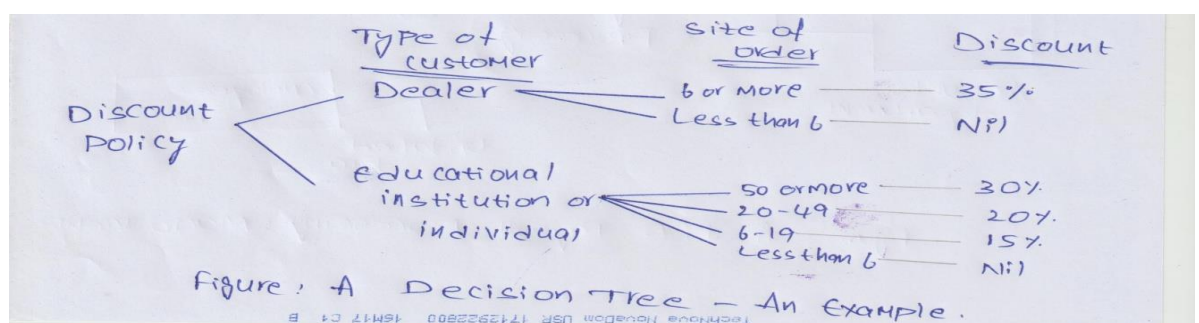 Type of customer Site of order Discount
Discount Policy
Dealer 6 or More 35%
Less than 6 Nil
educational institution or individual 50 or more 30%
20-49 20%
6-19 15%
Less than 6 Nil
Figure: A Decision Tree - An Example.